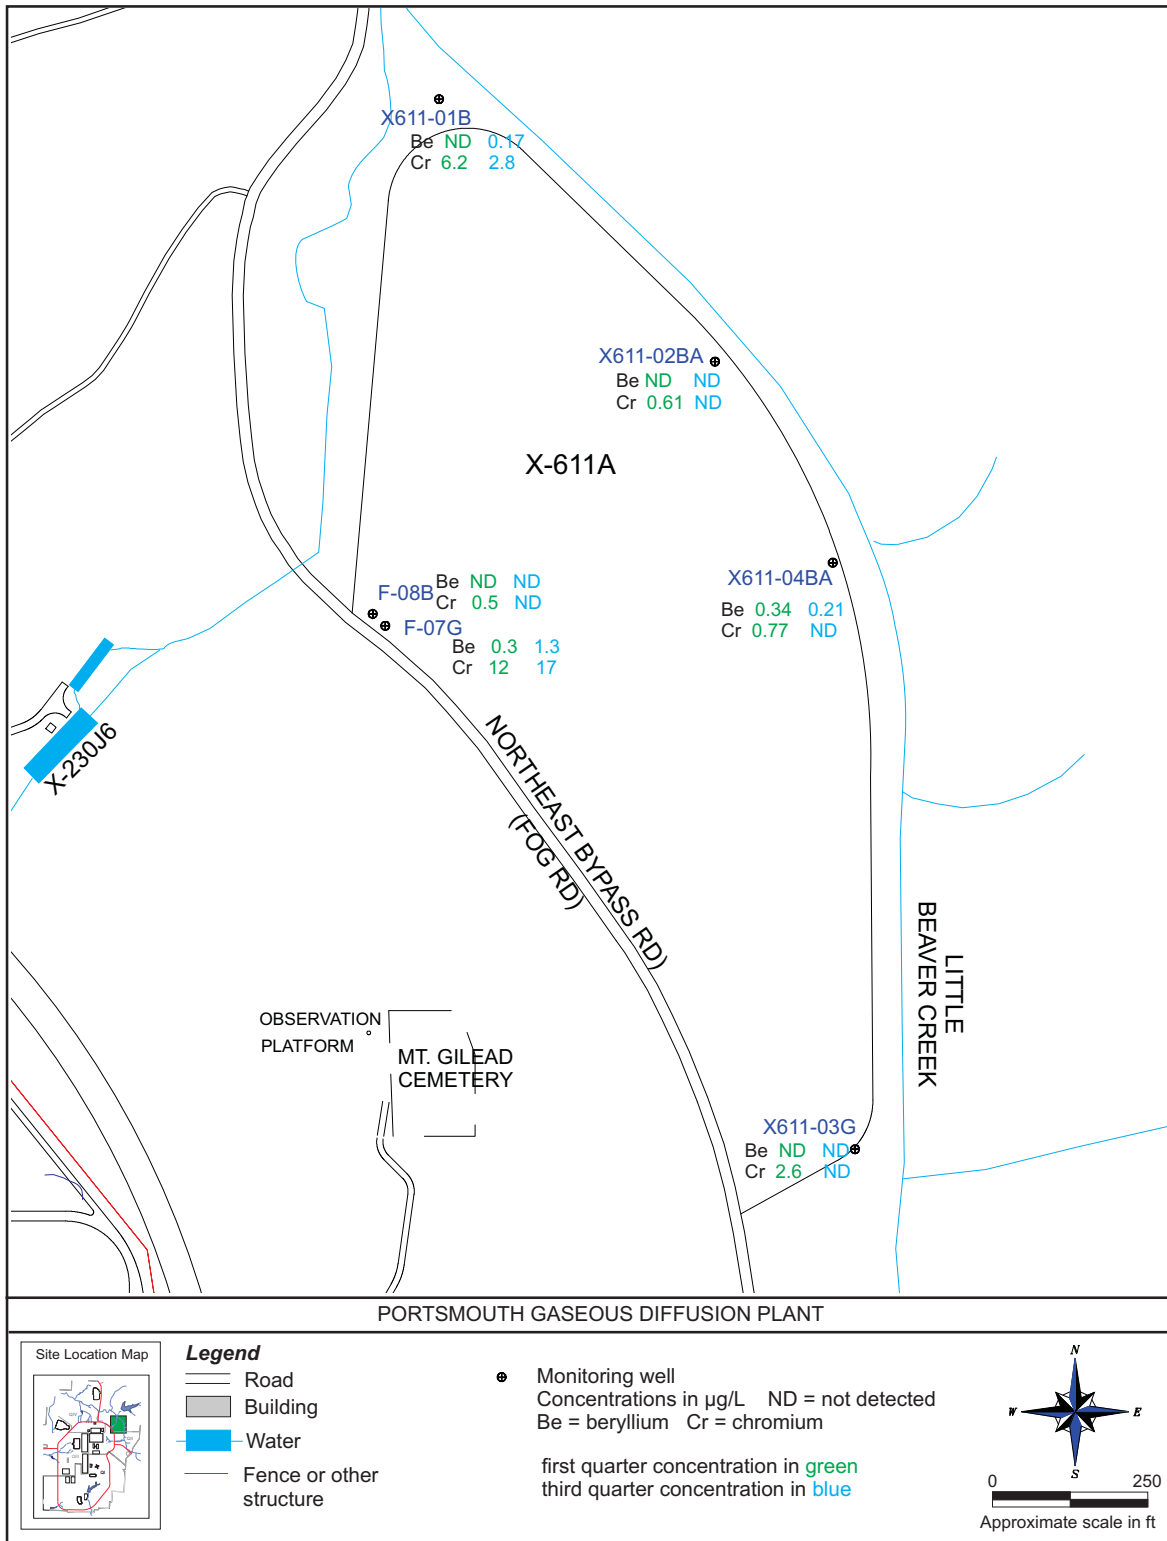 X611-01B
Be ND 0.17
Cr 6.2 2.8
X611-02BA
Be ND ND
Cr 0.61 ND
X-611A
X611-04BA
Be 0.34 0.21
Cr 0.77 ND
F-08B
Be ND ND
Cr 0.5 ND
F-07G
Be 0.3 1.3
Cr 12 17
X-230J6
NORTHEAST BYPASS RD)
(FOG RD)
LITTLE
BEAVER CREEK
OBSERVATION
PLATFORM
MT. GILEAD
CEMETERY
X611-03G
Be ND ND
Cr 2.6 ND
PORTSMOUTH GASEOUS DIFFUSION PLANT
Site Location Map
Legend
Road
Building
Water
Fence or other
structure
Monitoring well
Concentrations in µg/L ND = not detected
Be = beryllium Cr = chromium
first quarter concentration in green
third quarter concentration in blue
N
W
E
S
0 250
Approximate scale in ft